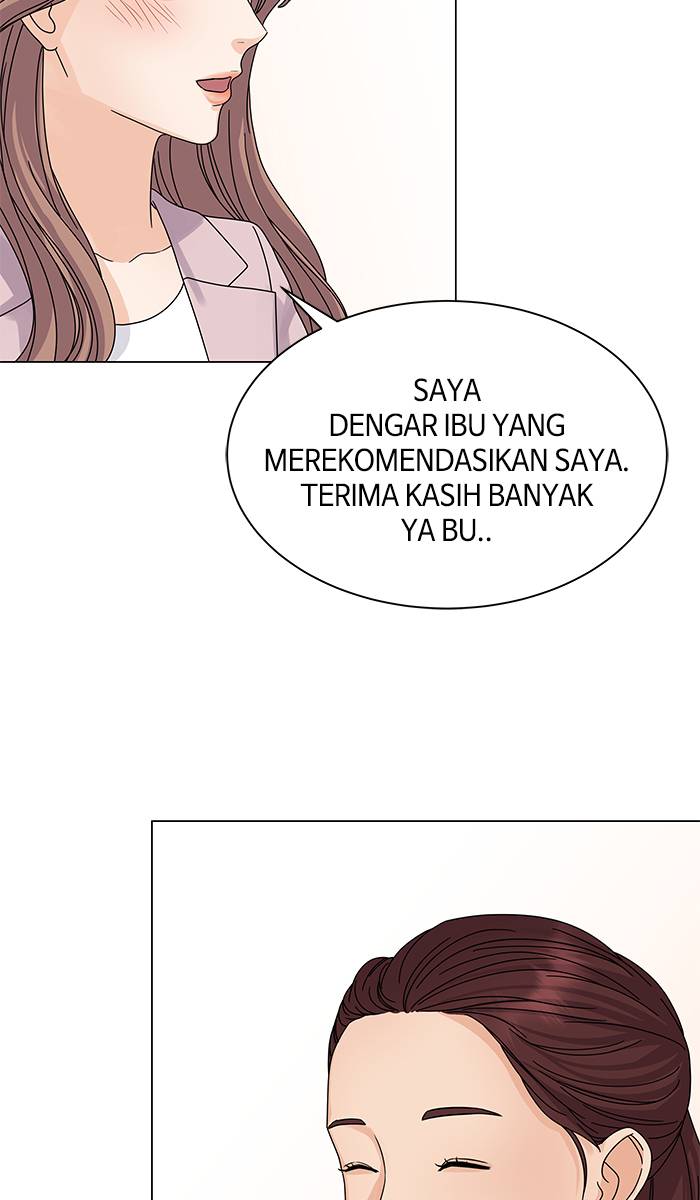 SAYA
DENGAR IBU YANG
MEREKOMENDASIKAN SAYA.
TERIMA KASIH BANYAK
YA BU..